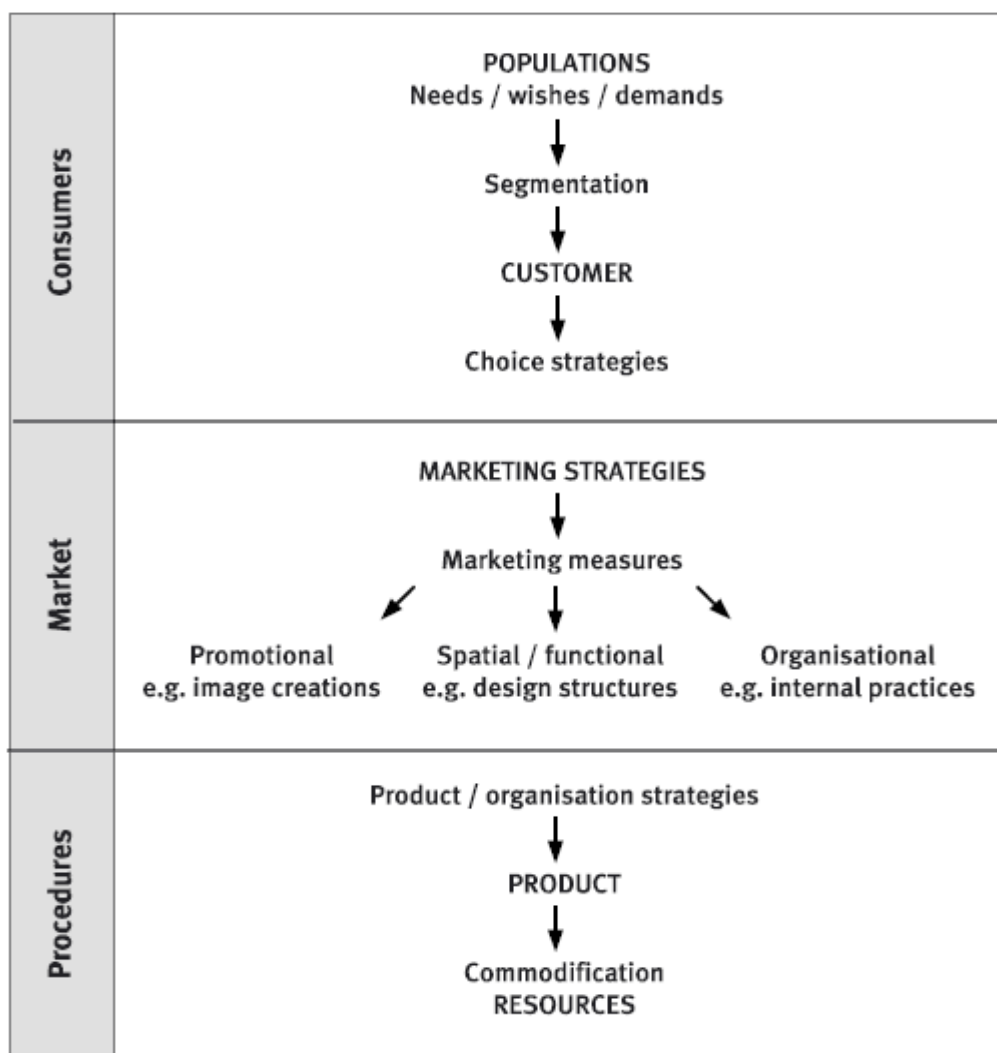 Consumers
POPULATIONS
Needs / wishes / demands
Segmentation
CUSTOMER
Choice strategies
Market
MARKETING STRATEGIES
Marketing measures
Promotional
e.g. image creations
Spatial / functional
e.g. design structures
Organisational
e.g. internal practices
Procedures
Product / organisation strategies
PRODUCT
Commodification
RESOURCES